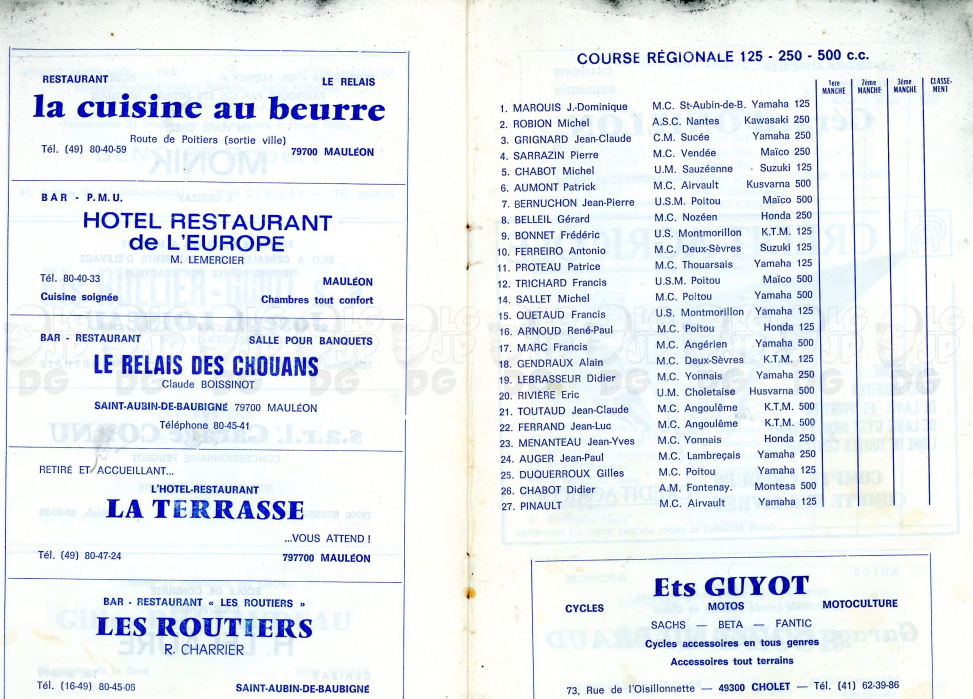 RESTAURANT LE RELAIS
la cuisine au beurre
Route de Poitiers (sortie ville)
Tél. (49) 80-40-59 79700 MAULÉON
BAR - P.M.U.
HOTEL RESTAURANT
de L'EUROPE
M. LEMERCIER
Tél. 80-40-33 MAULÉON
Cuisine soignée Chambres tout confort
BAR - RESTAURANT SALLE POUR BANQUETS
LE RELAIS DES CHOUANS
Claude BOISSINOT
SAINT-AUBIN-DE-BAUBIGNÉ 79700 MAULÉON
Téléphone 80-45-41
RETIRÉ ET ACCUEILLANT...
L'HOTEL-RESTAURANT
LA TERRASSE
...VOUS ATTEND !
Tél. (49) 80-47-24 797700 MAULÉON
BAR - RESTAURANT « LES ROUTIERS »
LES ROUTIERS
R. CHARRIER
Tél. (16-49) 80-45-06 SAINT-AUBIN-DE-BAUBIGNÉ
COURSE RÉGIONALE 125 - 250 - 500 c.c.
1ere MANCHE 2ème MANCHE 3ème MANCHE CLASSE-MENT
1. MARQUIS J.-Dominique M.C. St-Aubin-de-B. Yamaha 125
2. ROBION Michel A.S.C. Nantes Kawasaki 250
3. GRIGNARD Jean-Claude C.M. Sucée Yamaha 250
4. SARRAZIN Pierre M.C. Vendée Maïco 250
5. CHABOT Michel U.M. Sauzéenne Suzuki 125
6. AUMONT Patrick M.C. Airvault Kusvarna 500
7. BERNUCHON Jean-Pierre U.S.M. Poitou Maïco 500
8. BELLEIL Gérard M.C. Nozéen Honda 250
9. BONNET Frédéric U.S. Montmorillon K.T.M. 125
10. FERREIRO Antonio M.C. Deux-Sèvres Suzuki 125
11. PROTEAU Patrice M.C. Thouarsais Yamaha 125
12. TRICHARD Francis U.S.M. Poitou Maïco 500
14. SALLET Michel M.C. Poitou Yamaha 500
15. QUETAUD Francis U.S. Montmorillon Yamaha 125
16. ARNOUD René-Paul M.C. Poitou Honda 125
17. MARC Francis M.C. Angérien Yamaha 500
18. GENDRAUX Alain M.C. Deux-Sèvres K.T.M. 125
19. LEBRASSEUR Didier M.C. Yonnais Yamaha 250
20. RIVIÈRE Eric U.M. Choletaise Husvarna 500
21. TOUTAUD Jean-Claude M.C. Angoulême K.T.M. 500
22. FERRAND Jean-Luc M.C. Angoulême K.T.M. 500
23. MENANTEAU Jean-Yves M.C. Yonnais Honda 250
24. AUGER Jean-Paul M.C. Lambreçais Yamaha 250
25. DUQUERROUX Gilles M.C. Poitou Yamaha 125
26. CHABOT Didier A.M. Fontenay. Montesa 500
27. PINAULT M.C. Airvault Yamaha 125
Ets GUYOT
CYCLES MOTOS MOTOCULTURE
SACHS — BETA — FANTIC
Cycles accessoires en tous genres
Accessoires tout terrains
73, Rue de l'Oisillonnette — 49300 CHOLET — Tél. (41) 62-39-86